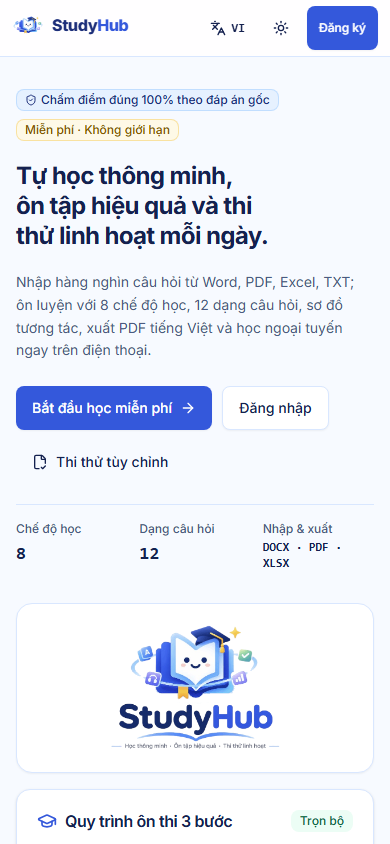 StudyHub
VI
Đăng ký
Chấm điểm đúng 100% theo đáp án gốc
Miễn phí · Không giới hạn
Tự học thông minh,
ôn tập hiệu quả và thi
thử linh hoạt mỗi ngày.
Nhập hàng nghìn câu hỏi từ Word, PDF, Excel, TXT;
ôn luyện với 8 chế độ học, 12 dạng câu hỏi, sơ đồ
tương tác, xuất PDF tiếng Việt và học ngoại tuyến
ngay trên điện thoại.
Bắt đầu học miễn phí
Đăng nhập
Thi thử tùy chỉnh
Chế độ học
8
Dạng câu hỏi
12
Nhập & xuất
DOCX · PDF ·
XLSX
A
StudyHub
Học thông minh · Ôn tập hiệu quả · Thi thử linh hoạt
Quy trình ôn thi 3 bước
Trọn bộ